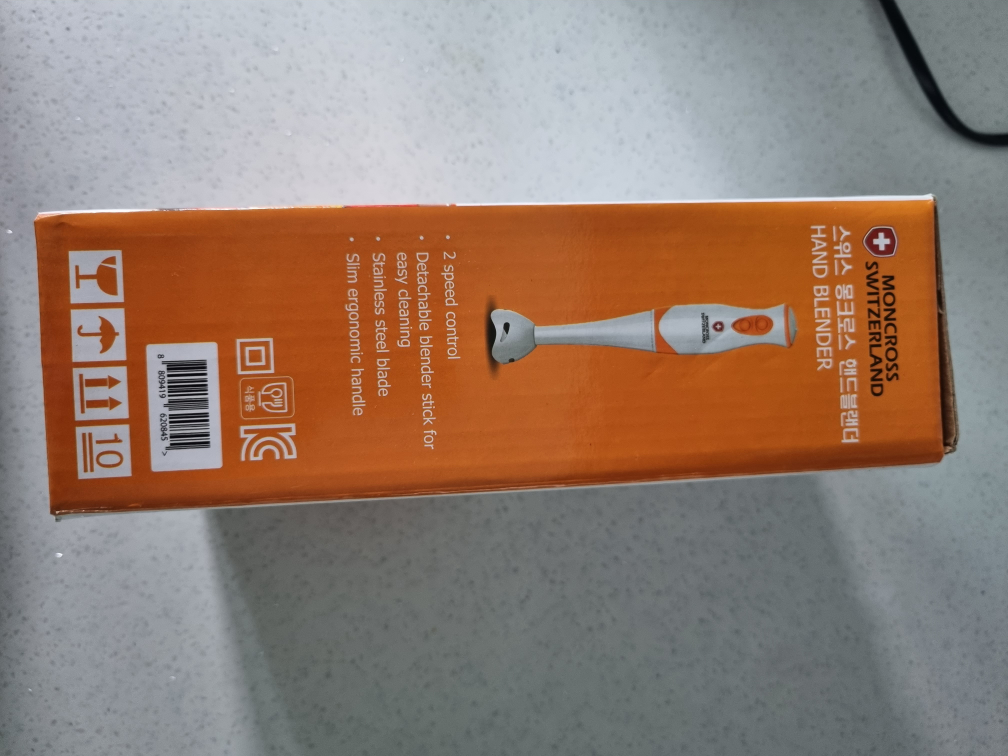 MONCROSS
SWITZERLAND
스위스 몽크로스 핸드블랜더
HAND BLENDER
• 2 speed control
• Detachable blender stick for
easy cleaning
• Stainless steel blade
• Slim ergonomic handle
식품용
8 809419 620845 >
10